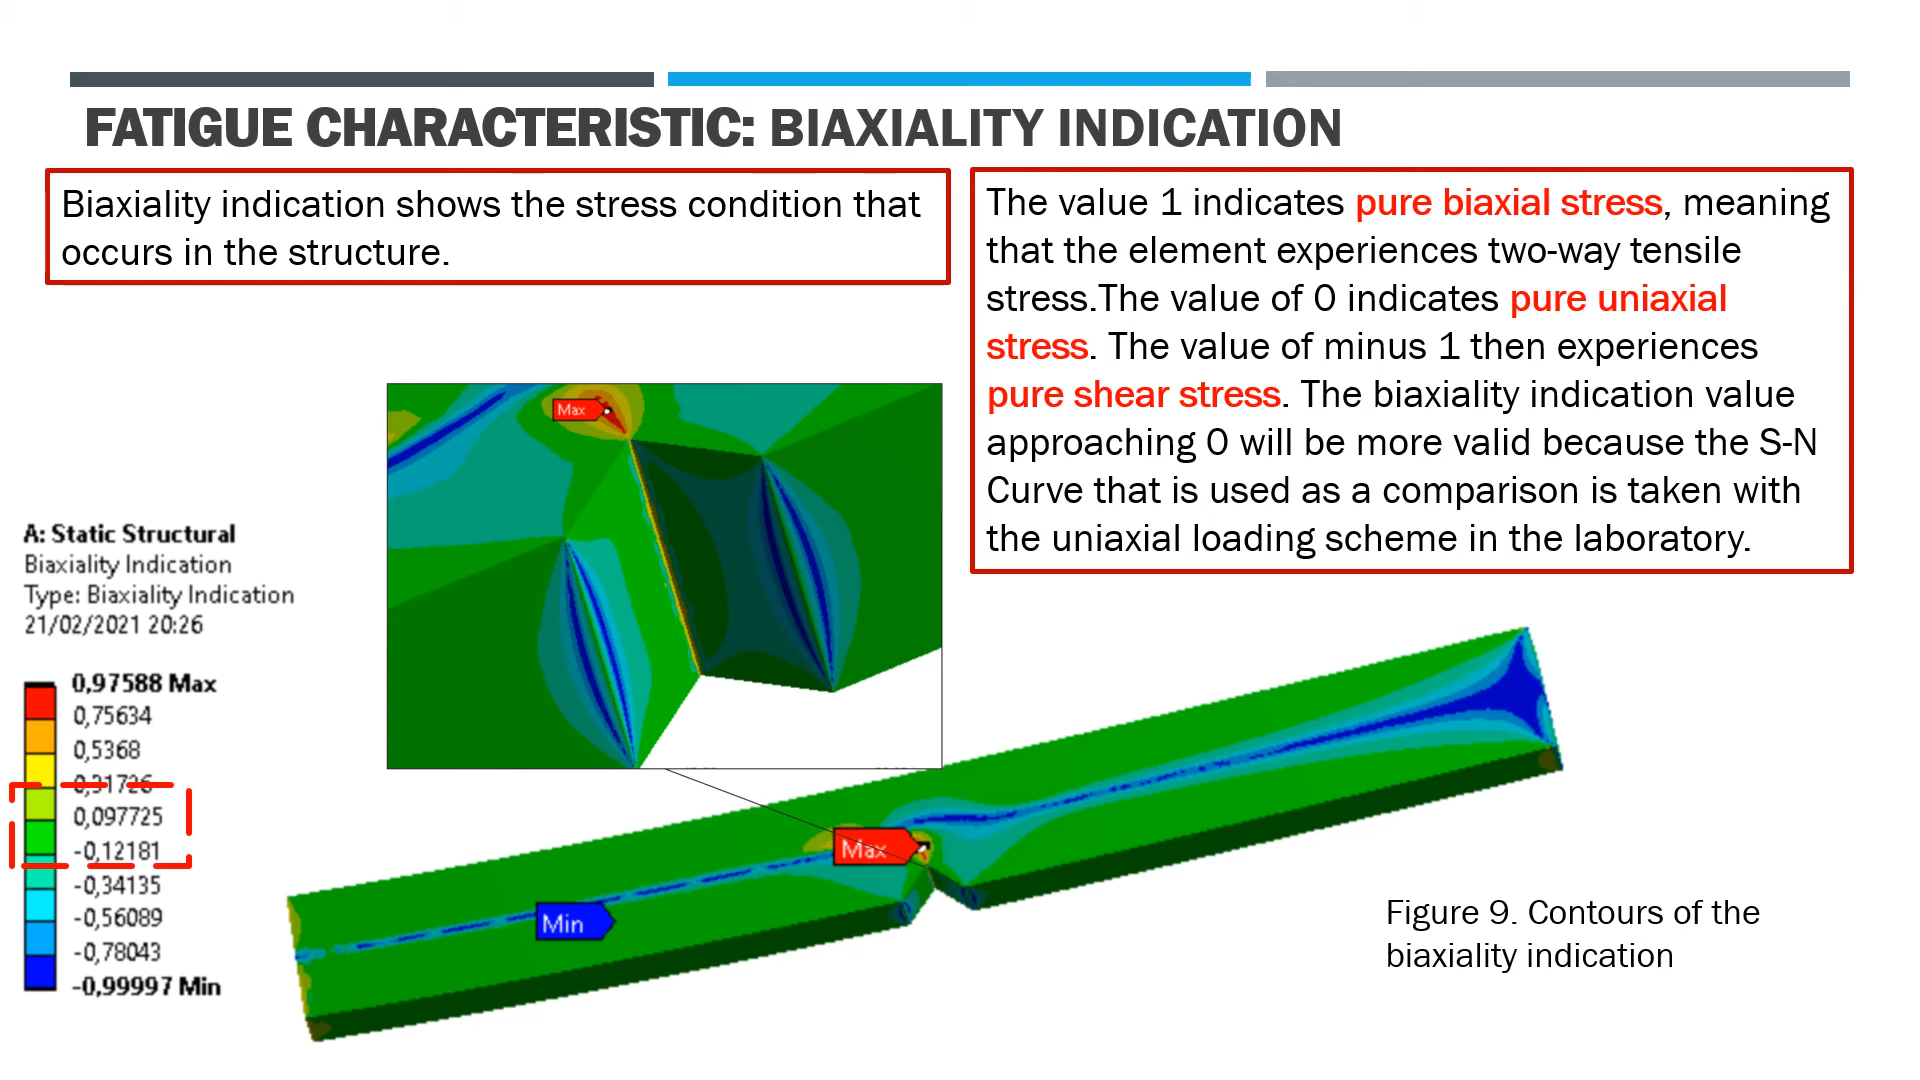 FATIGUE CHARACTERISTIC: BIAXIALITY INDICATION
Biaxiality indication shows the stress condition that
occurs in the structure.
The value 1 indicates pure biaxial stress, meaning
that the element experiences two-way tensile
stress.The value of 0 indicates pure uniaxial
stress. The value of minus 1 then experiences
pure shear stress. The biaxiality indication value
approaching 0 will be more valid because the S-N
Curve that is used as a comparison is taken with
the uniaxial loading scheme in the laboratory.
Max
A: Static Structural
Biaxiality Indication
Type: Biaxiality Indication
21/02/2021 20:26
0,97588 Max
0,75634
0,5368
0,31726
0,097725
-0,12181
-0,34135
-0,56089
-0,78043
-0,99997 Min
Max
Min
Figure 9. Contours of the
biaxiality indication